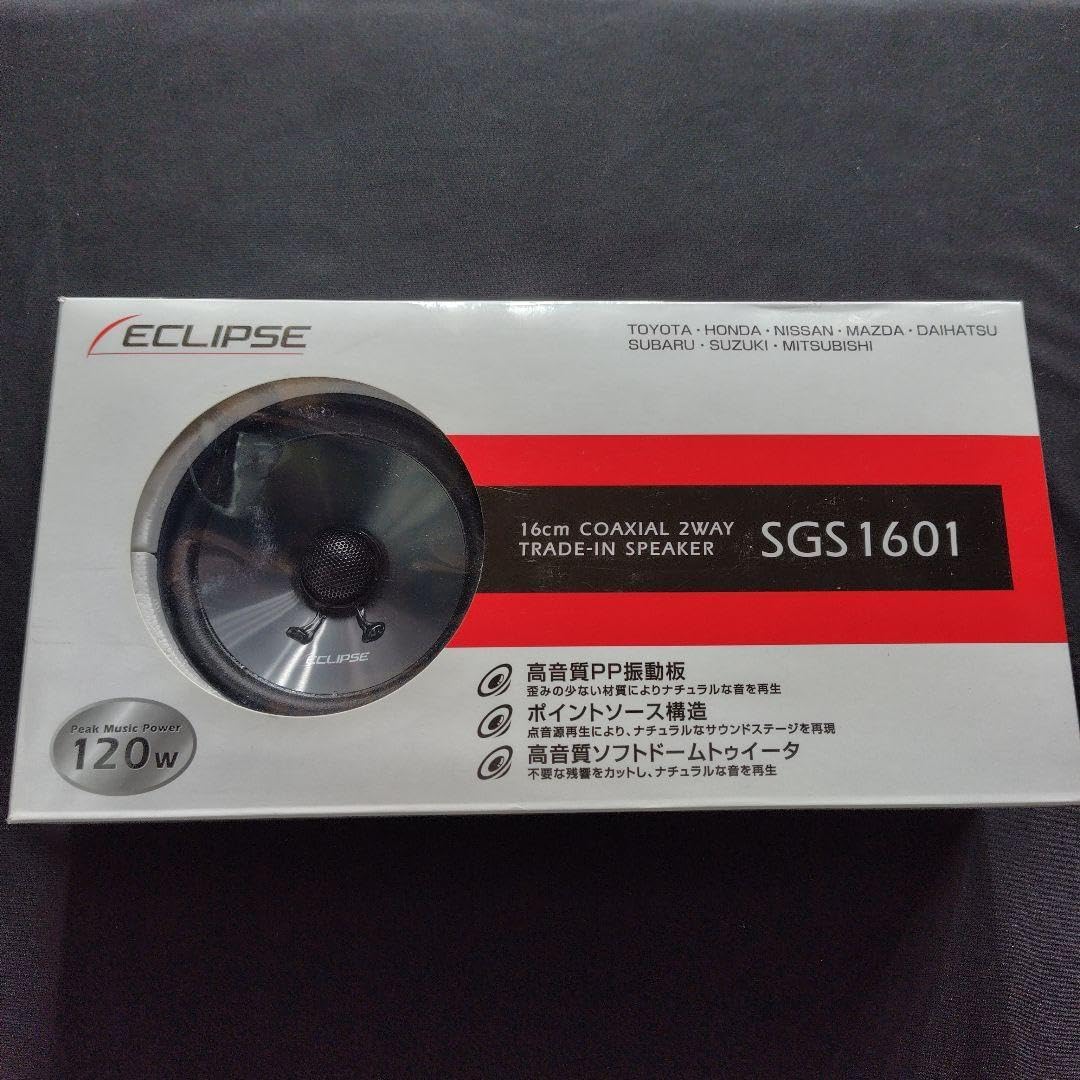 ECLIPSE
TOYOTA・HONDA・NISSAN・MAZDA・DAIHATSU
SUBARU・SUZUKI・MITSUBISHI
16cm COAXIAL 2WAY
TRADE-IN SPEAKER
SGS1601
ECLIPSE
高音質PP振動板
歪みの少ない材質によりナチュラルな音を再生
ポイントソース構造
点音源再生により、ナチュラルなサウンドステージを再現
高音質ソフトドームトゥイータ
不要な残響をカットし、ナチュラルな音を再生
Peak Music Power
120W